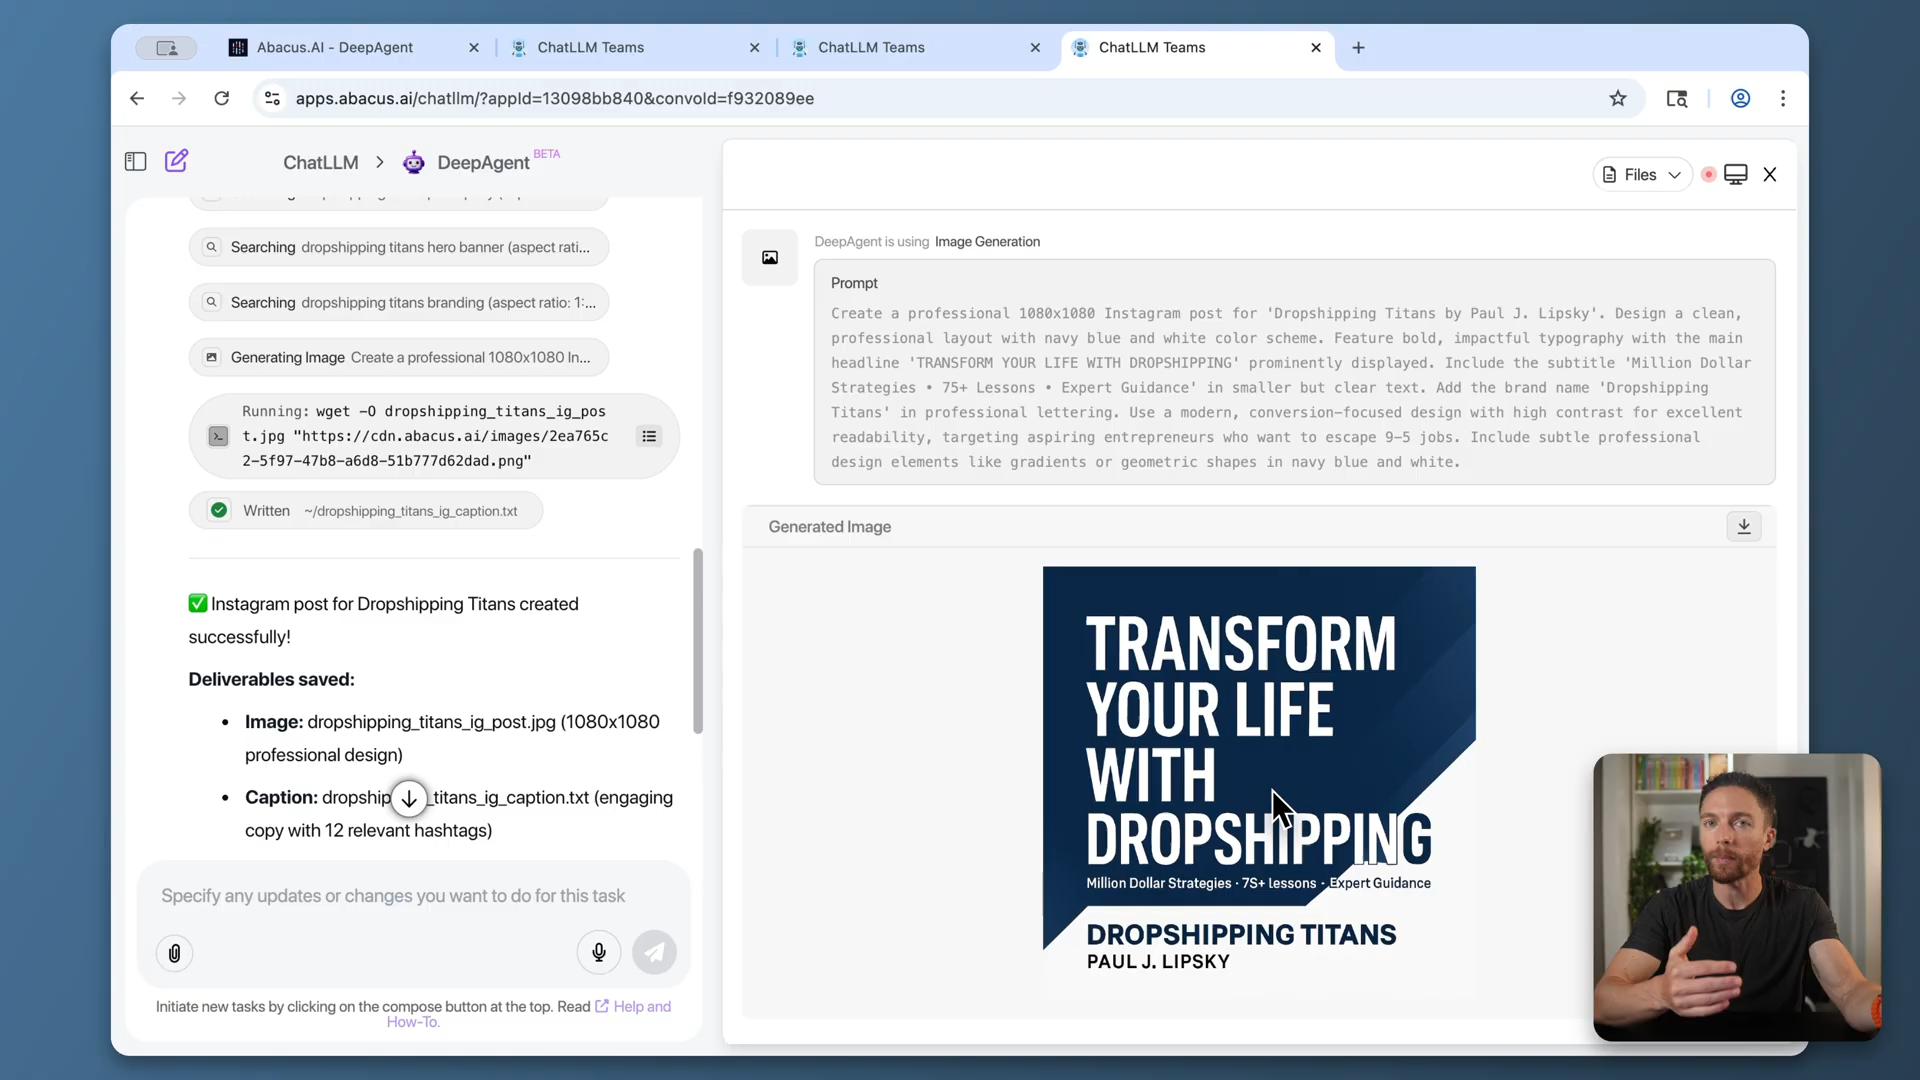 Abacus.AI - DeepAgent
ChatLLM Teams
ChatLLM Teams
ChatLLM Teams
apps.abacus.ai/chatllm/?appId=13098bb840&convoId=f932089ee
ChatLLM > DeepAgent BETA
Searching dropshipping titans hero banner (aspect rati...
Searching dropshipping titans branding (aspect ratio: 1:...
Generating Image Create a professional 1080x1080 In...
Running: wget -O dropshipping_titans_ig_pos
t.jpg "https://cdn.abacus.ai/images/2ea765c
2-5f97-47b8-a6d8-51b777d62dad.png"
Written ~/dropshipping_titans_ig_caption.txt
✅ Instagram post for Dropshipping Titans created
successfully!
Deliverables saved:
• Image: dropshipping_titans_ig_post.jpg (1080x1080
professional design)
• Caption: dropship _titans_ig_caption.txt (engaging
copy with 12 relevant hashtags)
Specify any updates or changes you want to do for this task
Initiate new tasks by clicking on the compose button at the top. Read Help and
How-To.
Files
DeepAgent is using Image Generation
Prompt
Create a professional 1080x1080 Instagram post for 'Dropshipping Titans by Paul J. Lipsky'. Design a clean,
professional layout with navy blue and white color scheme. Feature bold, impactful typography with the main
headline 'TRANSFORM YOUR LIFE WITH DROPSHIPPING' prominently displayed. Include the subtitle 'Million Dollar
Strategies • 75+ Lessons • Expert Guidance' in smaller but clear text. Add the brand name 'Dropshipping
Titans' in professional lettering. Use a modern, conversion-focused design with high contrast for excellent
readability, targeting aspiring entrepreneurs who want to escape 9-5 jobs. Include subtle professional
design elements like gradients or geometric shapes in navy blue and white.
Generated Image
TRANSFORM
YOUR LIFE
WITH
DROPSHIPPING
Million Dollar Strategies · 7S+ lessons · Expert Guidance
DROPSHIPPING TITANS
PAUL J. LIPSKY